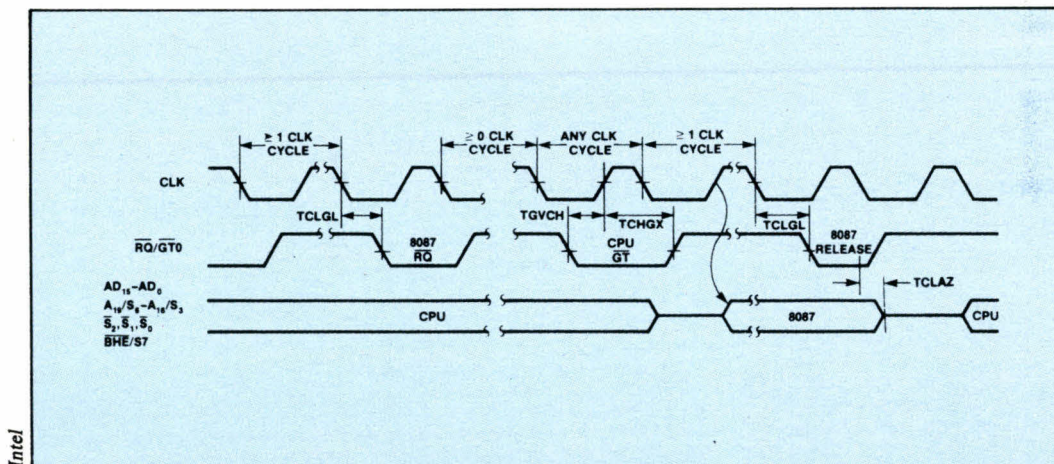 ≥ 1 CLK CYCLE
≥ 0 CLK CYCLE
ANY CLK CYCLE
≥ 1 CLK CYCLE
CLK
TCLGL
TGVCH
TCHGX
TCLGL
RQ/GT0
8087 RQ
CPU GT
8087 RELEASE
TCLAZ
AD15–AD0
A19/S6–A16/S3
S2, S1, S0
BHE/S7
CPU
8087
CPU
Intel